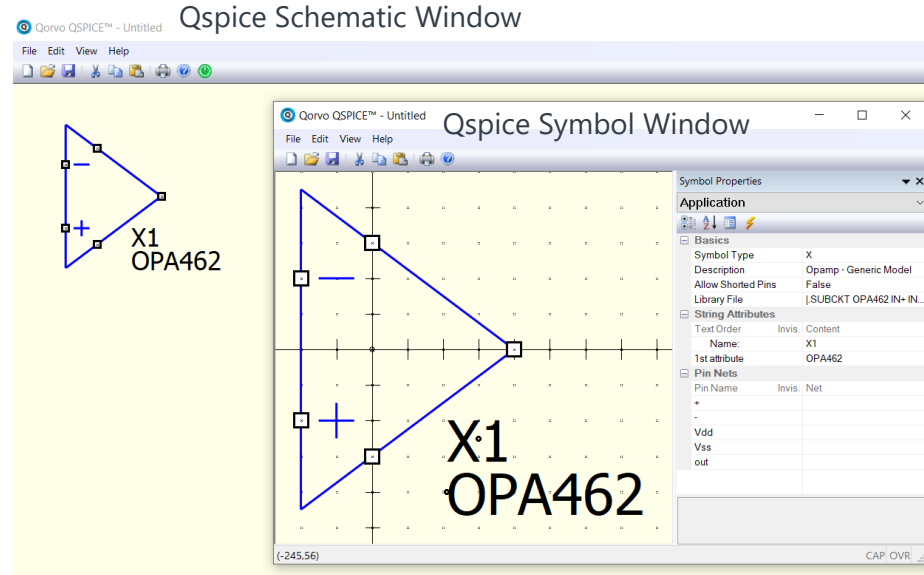 Qorvo QSPICE™ - Untitled
Qspice Schematic Window
File Edit View Help
X1
OPA462
Qorvo QSPICE™ - Untitled
Qspice Symbol Window
File Edit View Help
X1
OPA462
Symbol Properties
Application
Basics
Symbol Type X
Description Opamp - Generic Model
Allow Shorted Pins False
Library File |.SUBCKT OPA462 IN+ IN...
String Attributes
Text Order Invis. Content
Name: X1
1st attribute OPA462
Pin Nets
Pin Name Invis. Net
+
-
Vdd
Vss
out
(-245,56)
CAP OVR